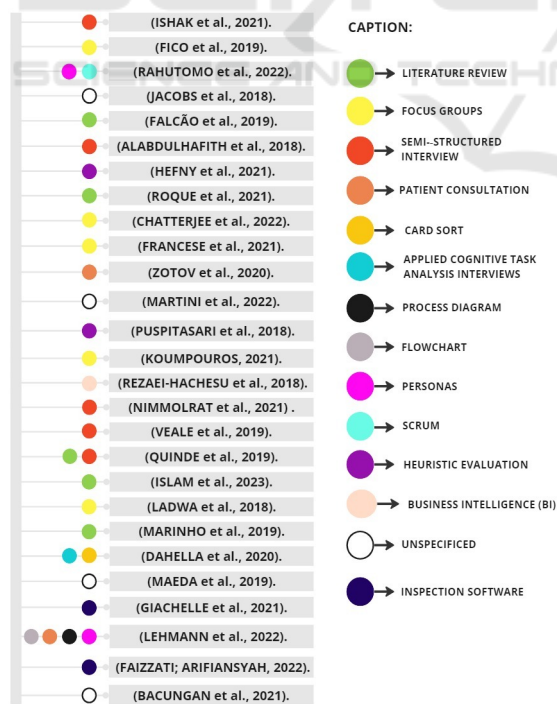 (ISHAK et al., 2021).
(FICO et al., 2019).
(RAHUTOMO et al., 2022).
(JACOBS et al., 2018).
(FALCÃO et al., 2019).
(ALABDULHAFITH et al., 2018).
(HEFNY et al., 2021).
(ROQUE et al., 2021).
(CHATTERJEE et al., 2022).
(FRANCESE et al., 2021).
(ZOTOV et al., 2020).
(MARTINI et al., 2022).
(PUSPITASARI et al., 2018).
(KOUMPOUROS, 2021).
(REZAEI-HACHESU et al., 2018).
(NIMMOLRAT et al., 2021) .
(VEALE et al., 2019).
(QUINDE et al., 2019).
(ISLAM et al., 2023).
(LADWA et al., 2018).
(MARINHO et al., 2019).
(DAHELLA et al., 2020).
(MAEDA et al., 2019).
(GIACHELLE et al., 2021).
(LEHMANN et al., 2022).
(FAIZZATI; ARIFIANSYAH, 2022).
(BACUNGAN et al., 2021).
CAPTION:
LITERATURE REVIEW
FOCUS GROUPS
SEMI--STRUCTURED
INTERVIEW
PATIENT CONSULTATION
CARD SORT
APPLIED COGNITIVE TASK
ANALYSIS INTERVIEWS
PROCESS DIAGRAM
FLOWCHART
PERSONAS
SCRUM
HEURISTIC EVALUATION
BUSINESS INTELLIGENCE (BI)
UNSPECIFICED
INSPECTION SOFTWARE